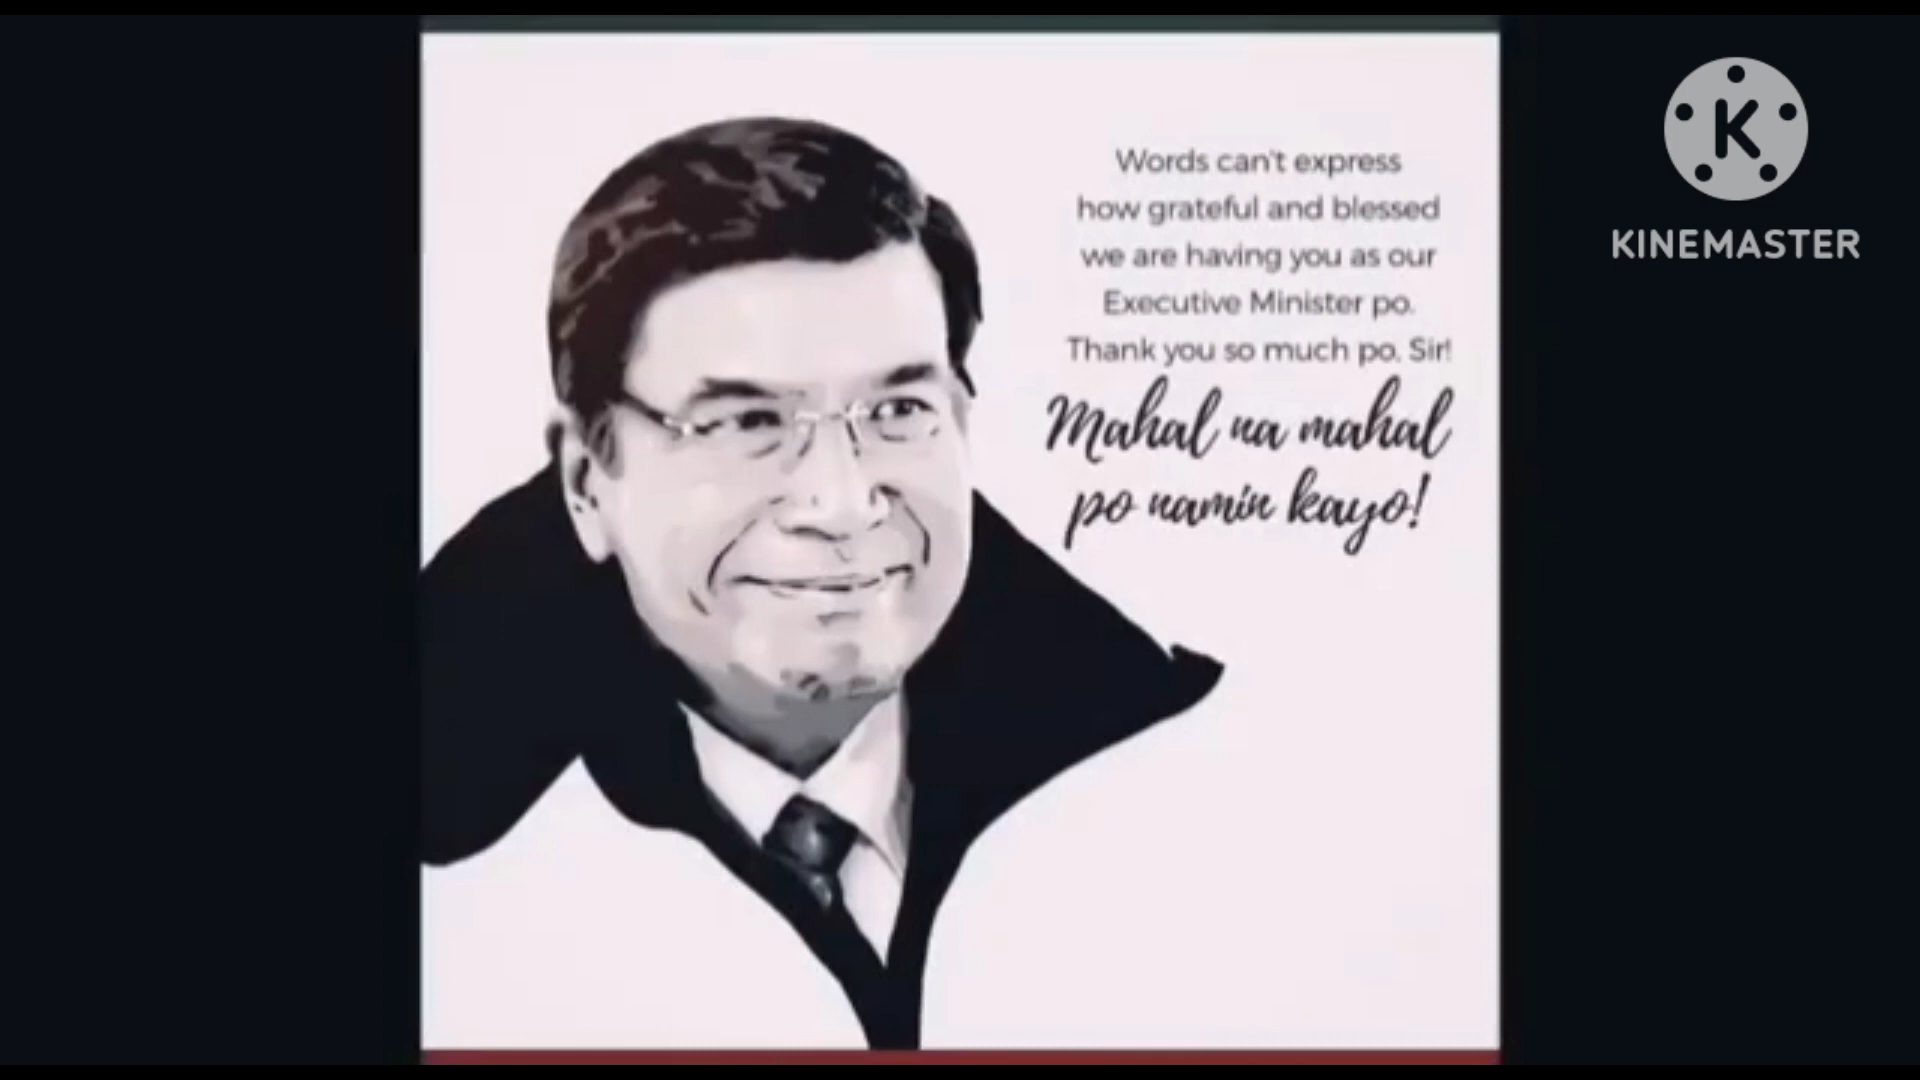 Words can't express
how grateful and blessed
we are having you as our
Executive Minister po.
Thank you so much po, Sir!
Mahal na mahal
po namin kayo!
K
KINEMASTER